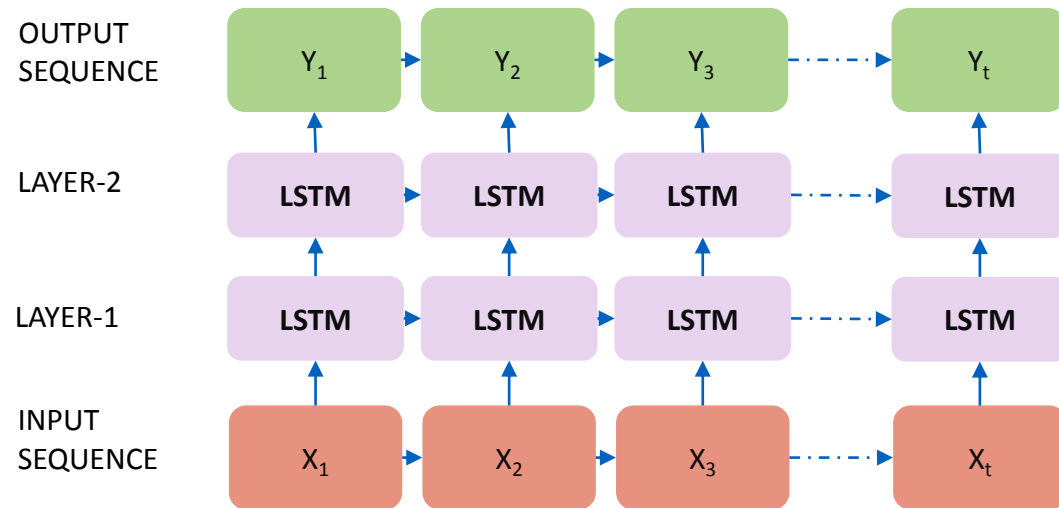 OUTPUT
SEQUENCE
Y₁ Y₂ Y₃ Yₜ
LAYER-2
LSTM LSTM LSTM LSTM
LAYER-1
LSTM LSTM LSTM LSTM
INPUT
SEQUENCE
X₁ X₂ X₃ Xₜ